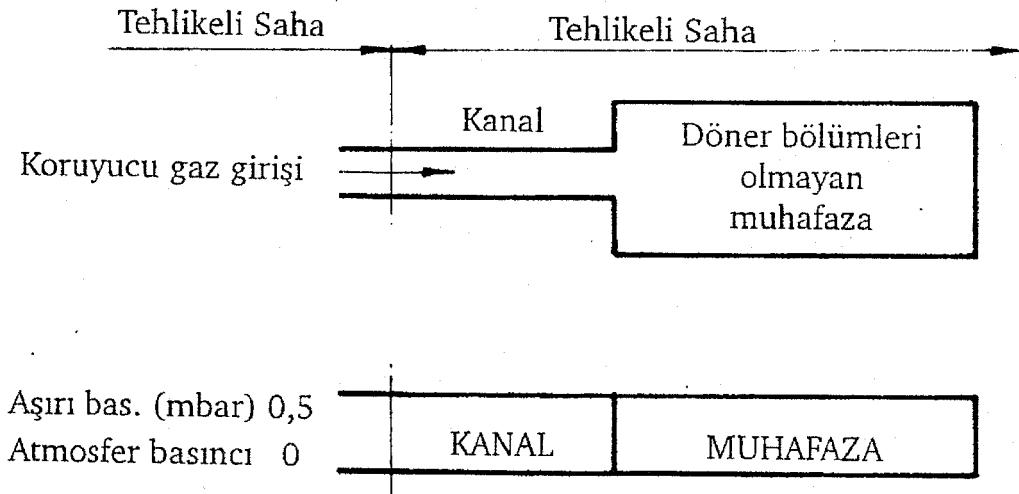 Tehlikeli Saha Tehlikeli Saha
Kanal
Koruyucu gaz girişi
Döner bölümleri
olmayan
muhafaza
Aşırı bas. (mbar) 0,5
Atmosfer basıncı 0
KANAL MUHAFAZA